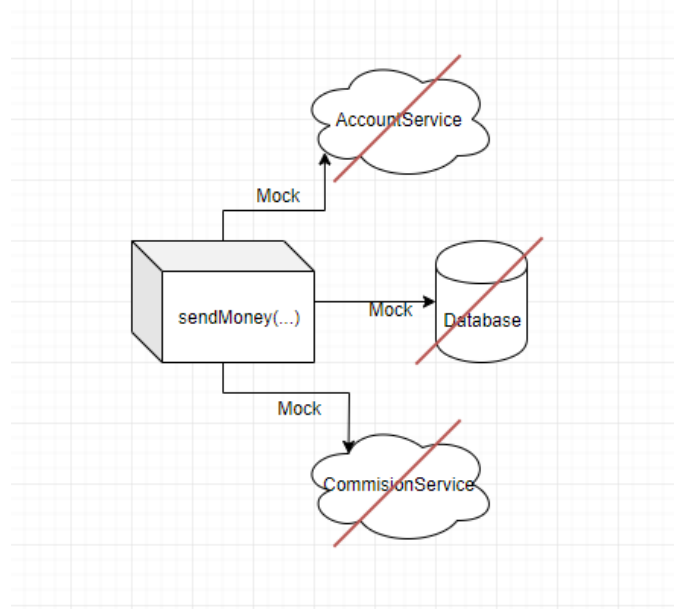 AccountService
Mock
sendMoney(...)
Mock
Database
Mock
CommisionService